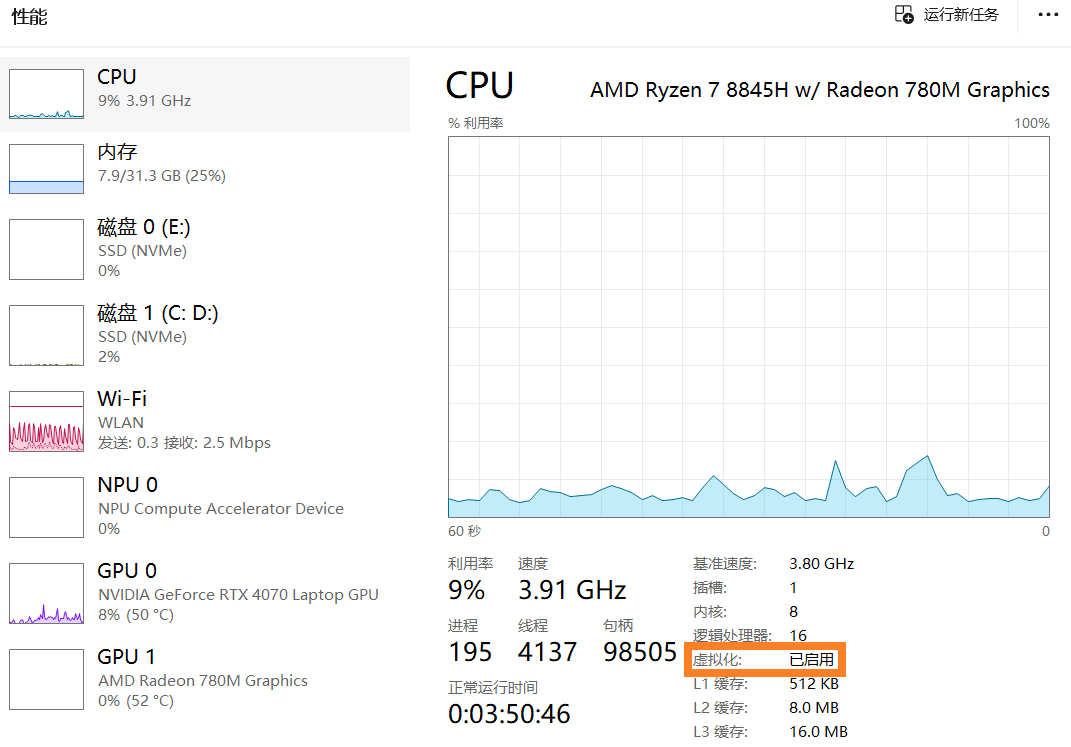 性能
运行新任务
CPU
9% 3.91 GHz
内存
7.9/31.3 GB (25%)
磁盘 0 (E:)
SSD (NVMe)
0%
磁盘 1 (C: D:)
SSD (NVMe)
2%
Wi-Fi
WLAN
发送: 0.3 接收: 2.5 Mbps
NPU 0
NPU Compute Accelerator Device
0%
GPU 0
NVIDIA GeForce RTX 4070 Laptop GPU
8% (50 °C)
GPU 1
AMD Radeon 780M Graphics
0% (52 °C)
CPU
AMD Ryzen 7 8845H w/ Radeon 780M Graphics
% 利用率 100%
60 秒 0
利用率 速度
9% 3.91 GHz
进程 线程 句柄
195 4137 98505
正常运行时间
0:03:50:46
基准速度: 3.80 GHz
插槽: 1
内核: 8
逻辑处理器: 16
虚拟化: 已启用
L1 缓存: 512 KB
L2 缓存: 8.0 MB
L3 缓存: 16.0 MB